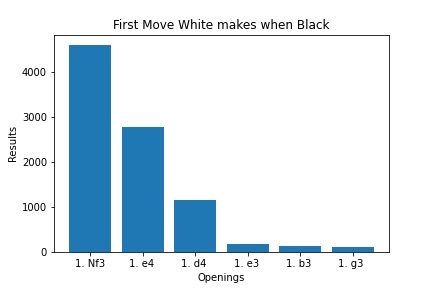 First Move White makes when Black
4000
3000
2000
1000
0
Results
1. Nf3 1. e4 1. d4 1. e3 1. b3 1. g3
Openings